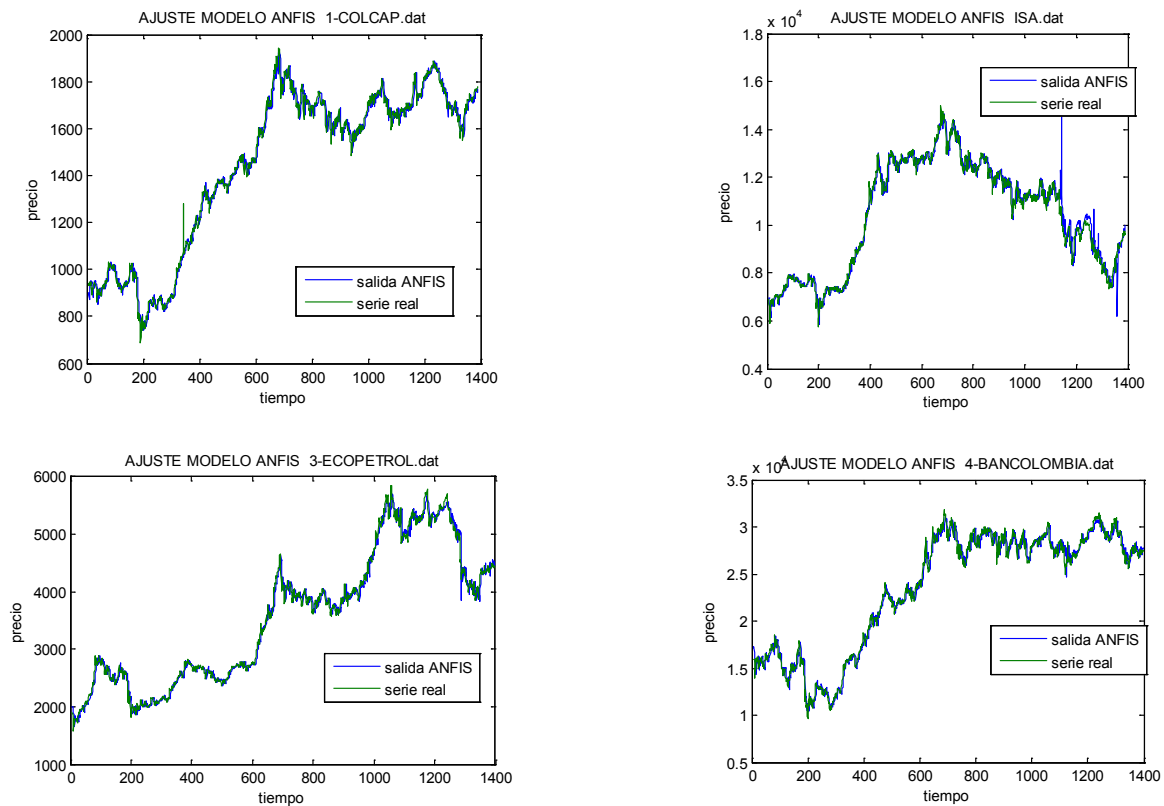 AJUSTE MODELO ANFIS 1-COLCAP.dat
2000
1800
1600
1400
1200
1000
800
600
precio
0 200 400 600 800 1000 1200 1400
tiempo
salida ANFIS
serie real
AJUSTE MODELO ANFIS ISA.dat
x 10⁴
1.8
1.6
1.4
1.2
1
0.8
0.6
0.4
precio
0 200 400 600 800 1000 1200 1400
tiempo
salida ANFIS
serie real
AJUSTE MODELO ANFIS 3-ECOPETROL.dat
6000
5000
4000
3000
2000
1000
precio
0 200 400 600 800 1000 1200 1400
tiempo
salida ANFIS
serie real
AJUSTE MODELO ANFIS 4-BANCOLOMBIA.dat
x 10⁴
3.5
3
2.5
2
1.5
1
0.5
precio
0 200 400 600 800 1000 1200 1400
tiempo
salida ANFIS
serie real